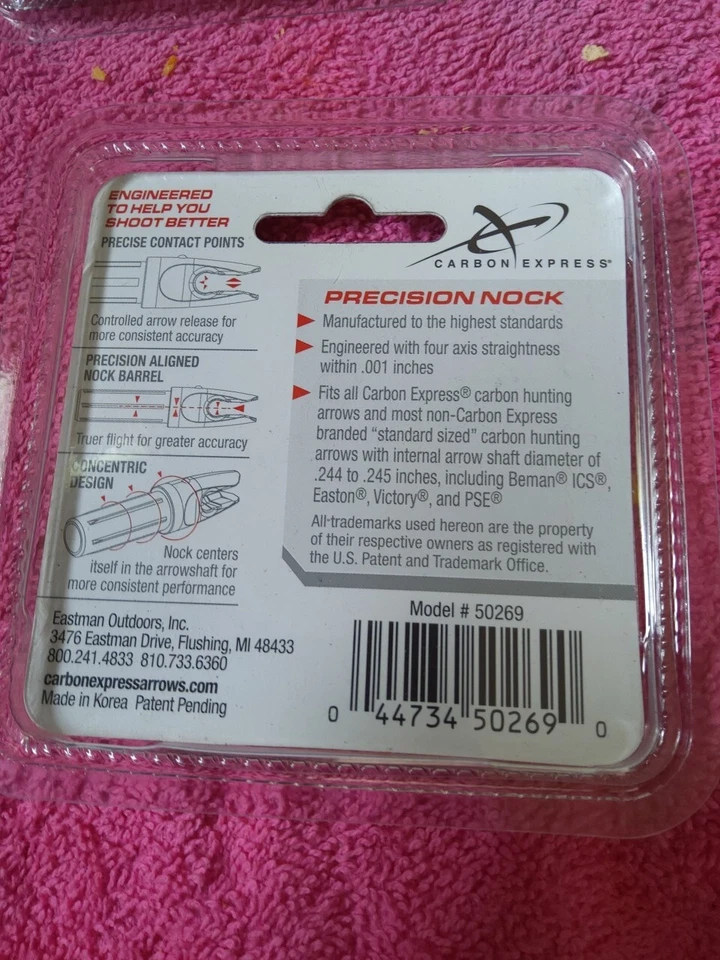 ENGINEERED
TO HELP YOU
SHOOT BETTER
PRECISE CONTACT POINTS
Controlled arrow release for
more consistent accuracy
PRECISION ALIGNED
NOCK BARREL
Truer flight for greater accuracy
CONCENTRIC
DESIGN
Nock centers
itself in the arrowshaft for
more consistent performance
Eastman Outdoors, Inc.
3476 Eastman Drive, Flushing, MI 48433
800.241.4833 810.733.6360
carbonexpressarrows.com
Made in Korea Patent Pending
CARBON EXPRESS®
PRECISION NOCK
Manufactured to the highest standards
Engineered with four axis straightness
within .001 inches
Fits all Carbon Express® carbon hunting
arrows and most non-Carbon Express
branded “standard sized” carbon hunting
arrows with internal arrow shaft diameter of
.244 to .245 inches, including Beman® ICS®,
Easton®, Victory®, and PSE®
All trademarks used hereon are the property
of their respective owners as registered with
the U.S. Patent and Trademark Office.
Model # 50269
0 44734 50269 0